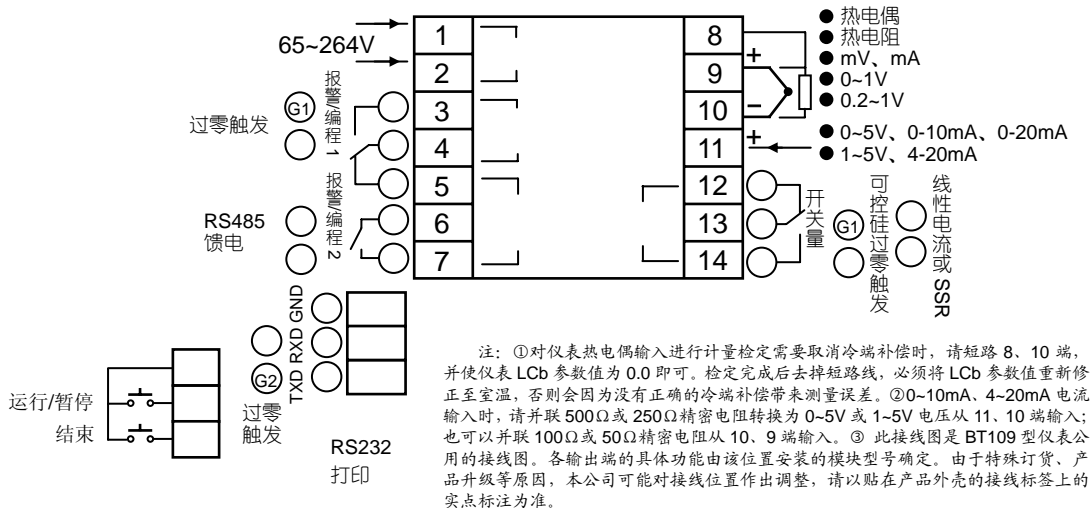 65~264V
1
2
3
4
5
6
7
8
9
10
11
12
13
14
+
−
+
● 热电偶
● 热电阻
● mV、mA
● 0~1V
● 0.2~1V
● 0~5V、0-10mA、0-20mA
● 1~5V、4-20mA
过零触发
G1
报警/编程 1
RS485
馈电
报警/编程 2
开关量
可控硅过零触发
G1
线性电流或 SSR
运行/暂停
结束
G2
过零
触发
TXD RXD GND
RS232
打印
注：①对仪表热电偶输入进行计量检定需要取消冷端补偿时，请短路 8、10 端，
并使仪表 LCb 参数值为 0.0 即可。检定完成后去掉短路线，必须将 LCb 参数值重新修
正至室温，否则会因为没有正确的冷端补偿带来测量误差。②0~10mA、4~20mA 电流
输入时，请并联 500Ω或 250Ω精密电阻转换为 0~5V 或 1~5V 电压从 11、10 端输入；
也可以并联 100Ω或 50Ω精密电阻从 10、9 端输入。③ 此接线图是 BT109 型仪表公
用的接线图。各输出端的具体功能由该位置安装的模块型号确定。由于特殊订货、产
品升级等原因，本公司可能对接线位置作出调整，请以贴在产品外壳的接线标签上的
实点标注为准。